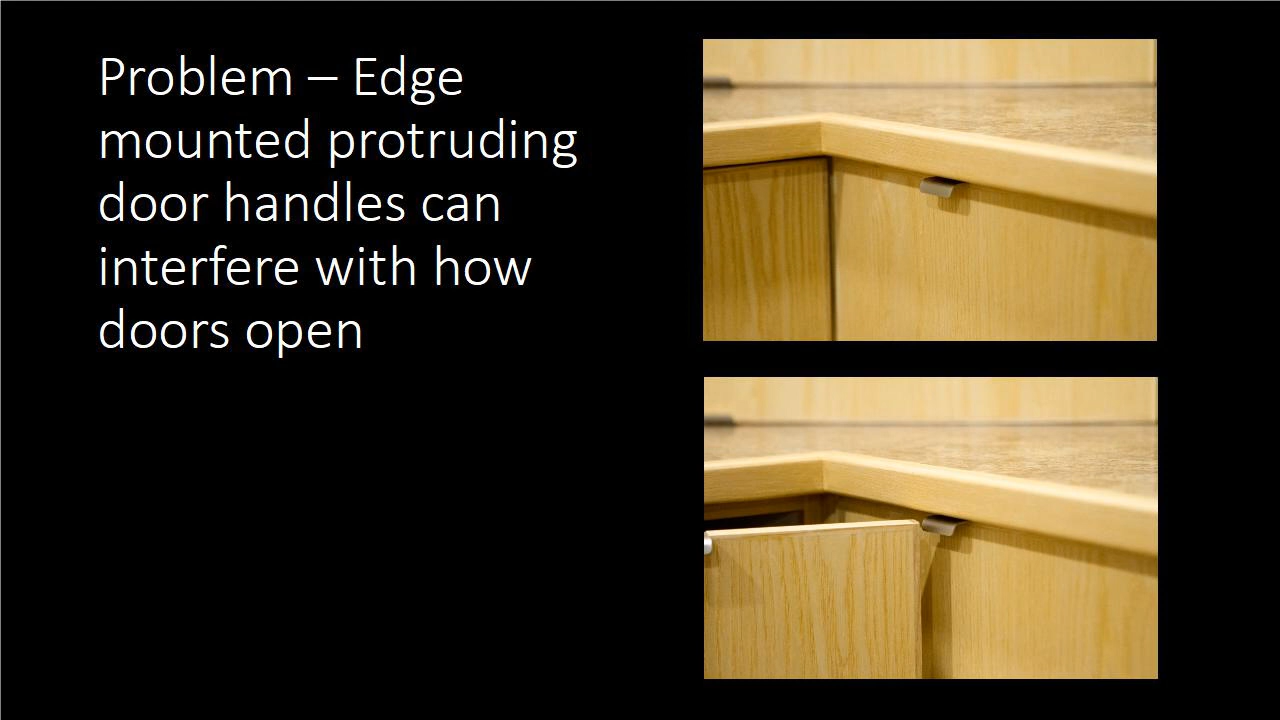 Problem – Edge
mounted protruding
door handles can
interfere with how
doors open